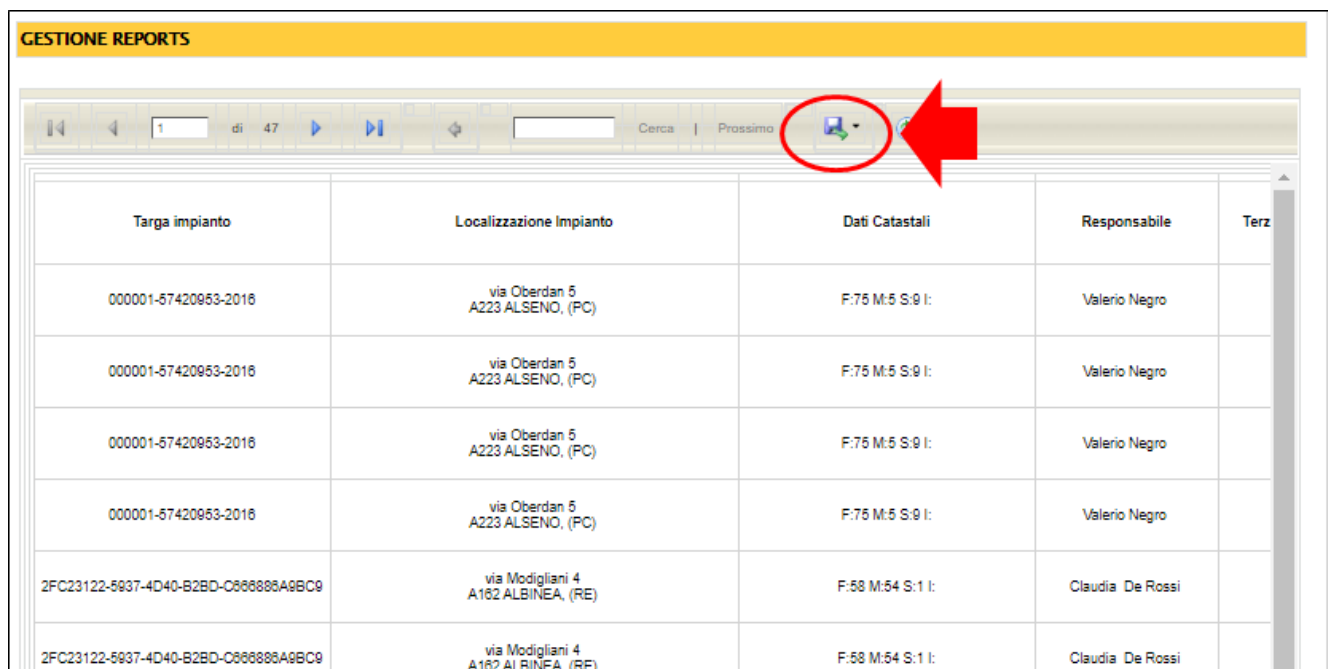 GESTIONE REPORTS
1 di 47 Cerca | Prossimo
Targa impianto Localizzazione Impianto Dati Catastali Responsabile Terz
000001-57420953-2016 via Oberdan 5 F:75 M:5 S:9 I: Valerio Negro
A223 ALSENO, (PC)
000001-57420953-2016 via Oberdan 5 F:75 M:5 S:9 I: Valerio Negro
A223 ALSENO, (PC)
000001-57420953-2016 via Oberdan 5 F:75 M:5 S:9 I: Valerio Negro
A223 ALSENO, (PC)
000001-57420953-2016 via Oberdan 5 F:75 M:5 S:9 I: Valerio Negro
A223 ALSENO, (PC)
2FC23122-5937-4D40-B2BD-C666886A9BC9 via Modigliani 4 F:58 M:54 S:1 I: Claudia De Rossi
A162 ALBINEA, (RE)
2FC23122-5937-4D40-B2BD-C666886A9BC9 via Modigliani 4 F:58 M:54 S:1 I: Claudia De Rossi
A162 ALBINEA, (RE)